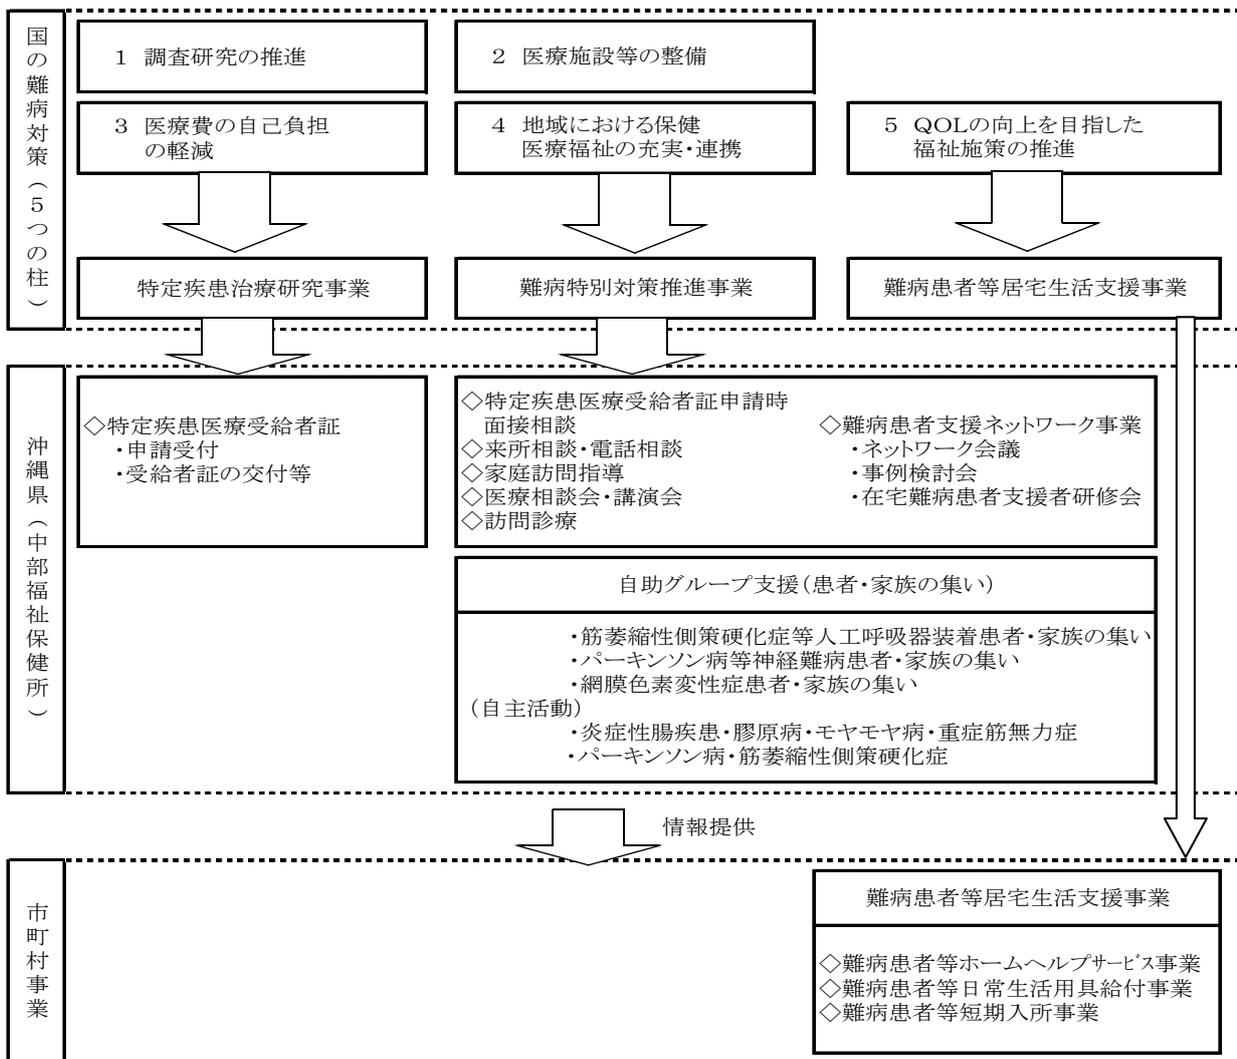 国の難病対策（５つの柱）
１ 調査研究の推進
２ 医療施設等の整備
３ 医療費の自己負担
の軽減
４ 地域における保健
医療福祉の充実・連携
５ QOLの向上を目指した
福祉施策の推進
特定疾患治療研究事業
難病特別対策推進事業
難病患者等居宅生活支援事業
沖縄県（中部福祉保健所）
◇特定疾患医療受給者証
・申請受付
・受給者証の交付等
◇特定疾患医療受給者証申請時
面接相談
◇来所相談・電話相談
◇家庭訪問指導
◇医療相談会・講演会
◇訪問診療
◇難病患者支援ネットワーク事業
・ネットワーク会議
・事例検討会
・在宅難病患者支援者研修会
自助グループ支援（患者・家族の集い）
・筋萎縮性側策硬化症等人工呼吸器装着患者・家族の集い
・パーキンソン病等神経難病患者・家族の集い
・網膜色素変性症患者・家族の集い
（自主活動）
・炎症性腸疾患・膠原病・モヤモヤ病・重症筋無力症
・パーキンソン病・筋萎縮性側策硬化症
情報提供
市町村事業
難病患者等居宅生活支援事業
◇難病患者等ホームヘルプサービス事業
◇難病患者等日常生活用具給付事業
◇難病患者等短期入所事業